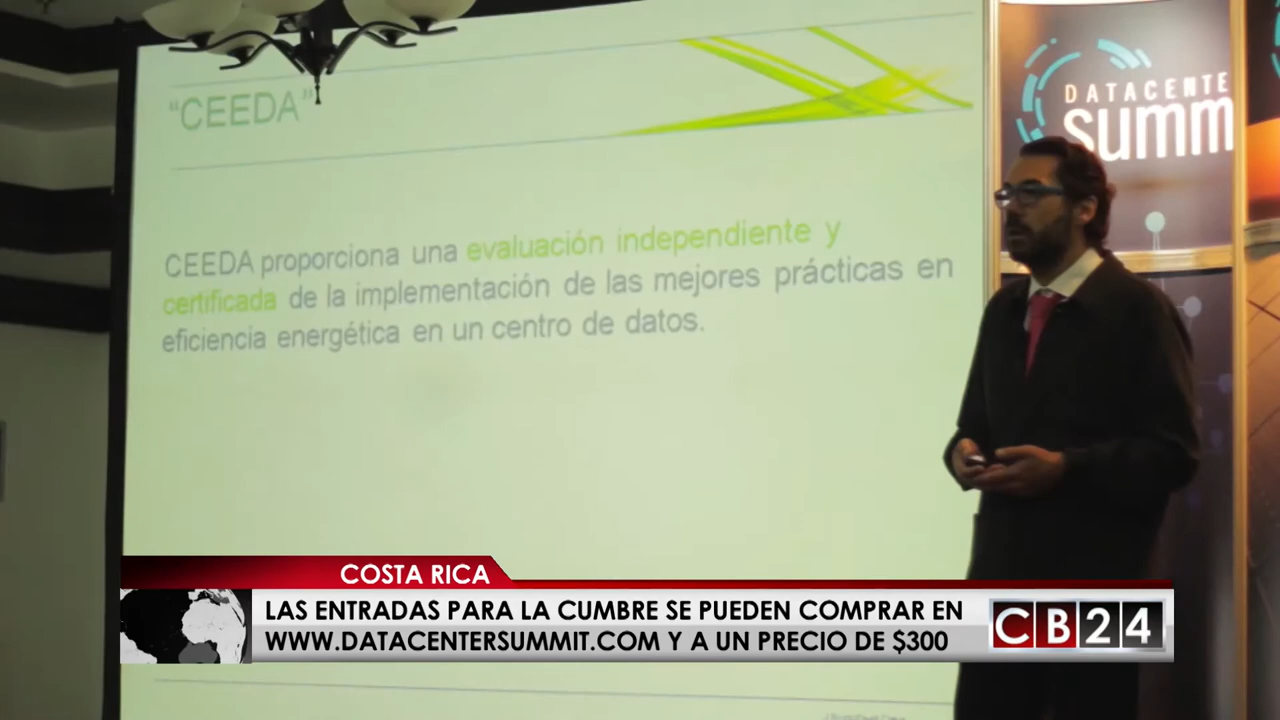 “CEEDA”
CEEDA proporciona una evaluación independiente y
certificada de la implementación de las mejores prácticas en
eficiencia energética en un centro de datos.
DATACENTE
summ
COSTA RICA
LAS ENTRADAS PARA LA CUMBRE SE PUEDEN COMPRAR EN
WWW.DATACENTERSUMMIT.COM Y A UN PRECIO DE $300
CB24